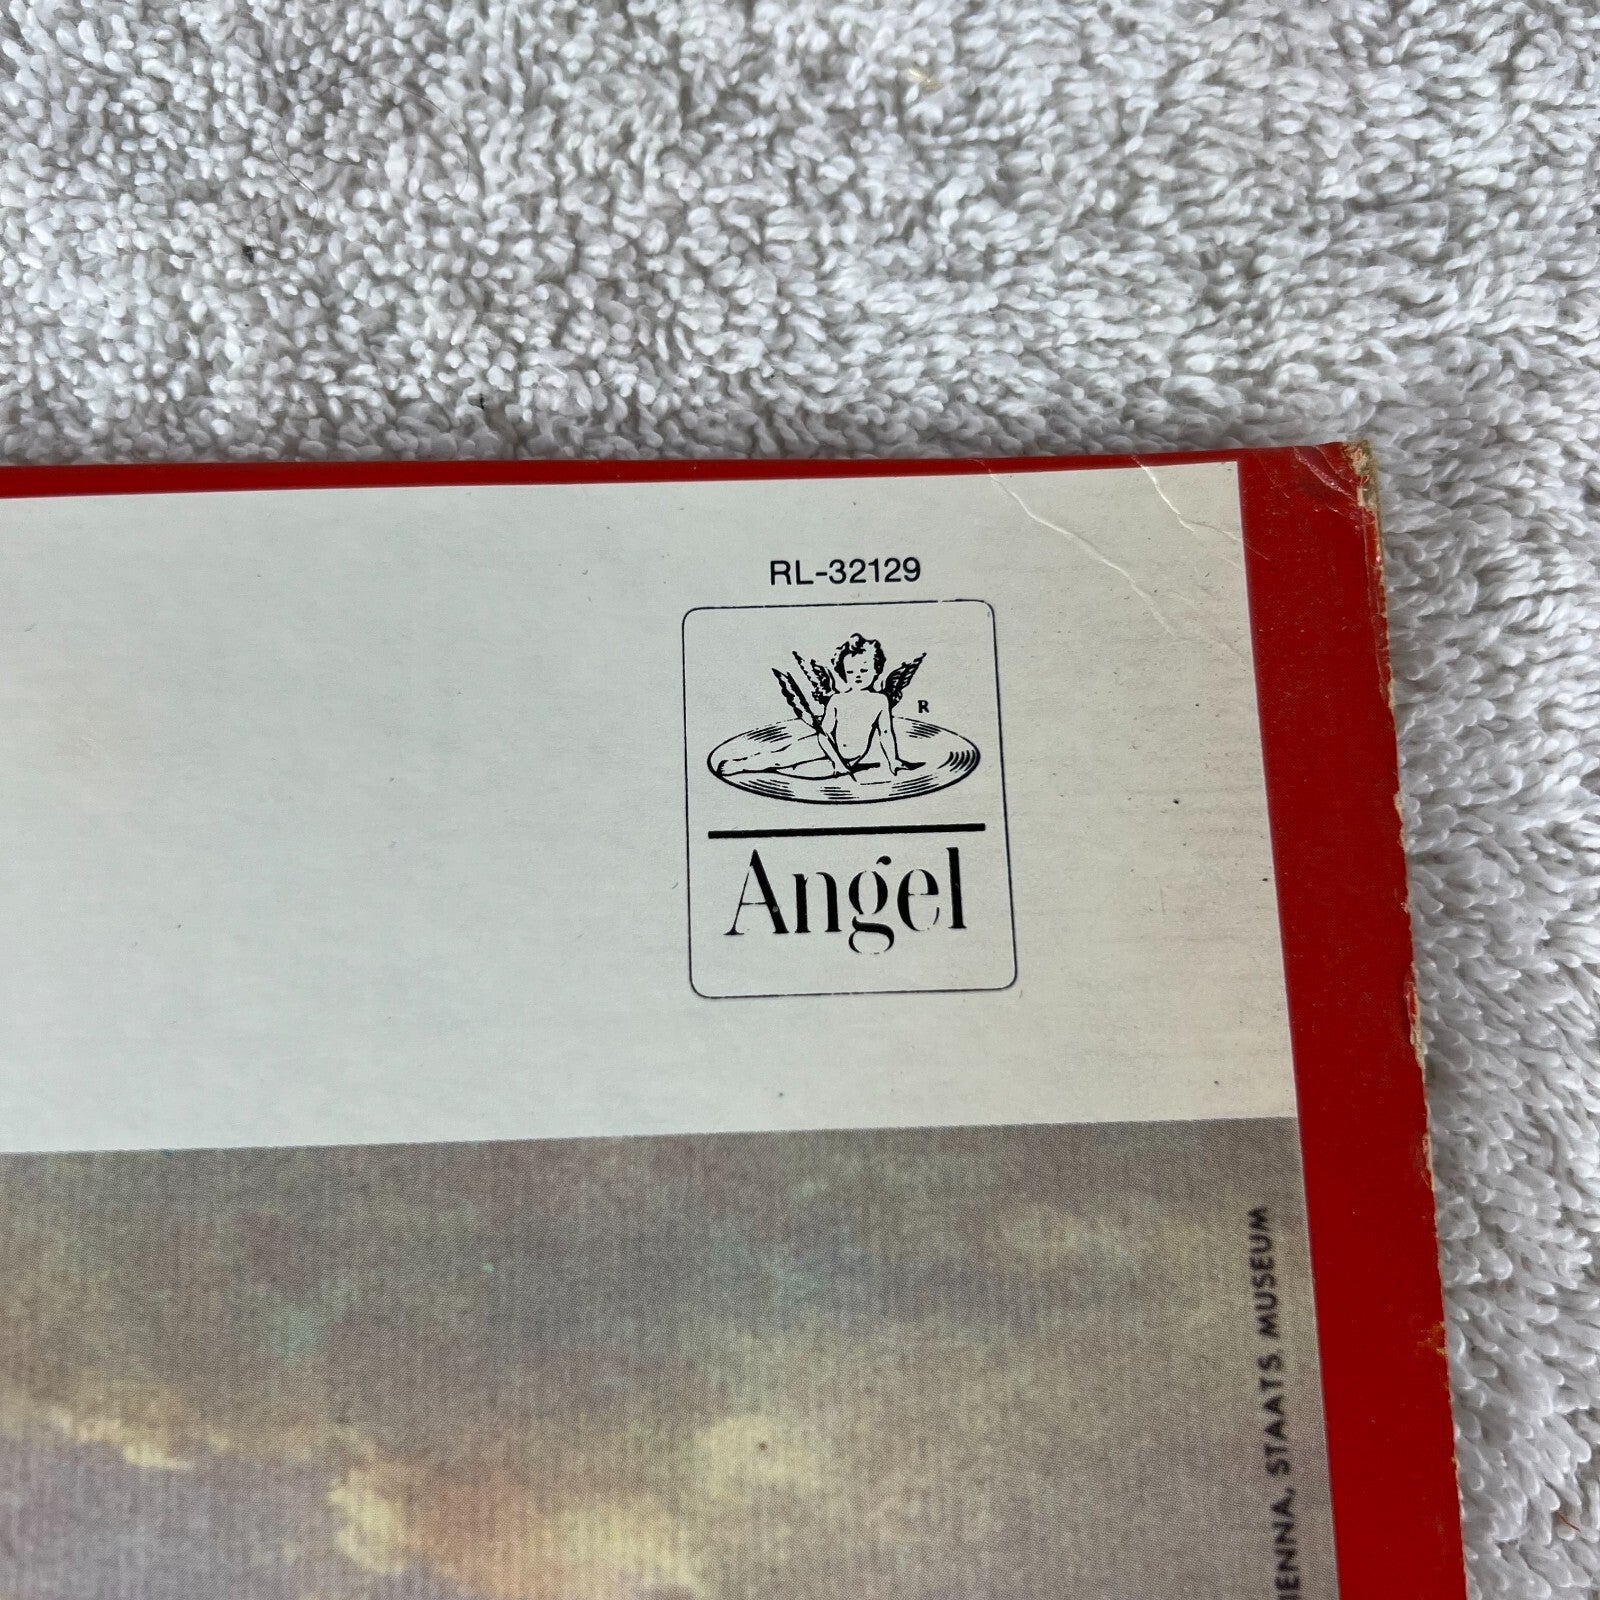 RL-32129
R
Angel
STAATS MUSEUM